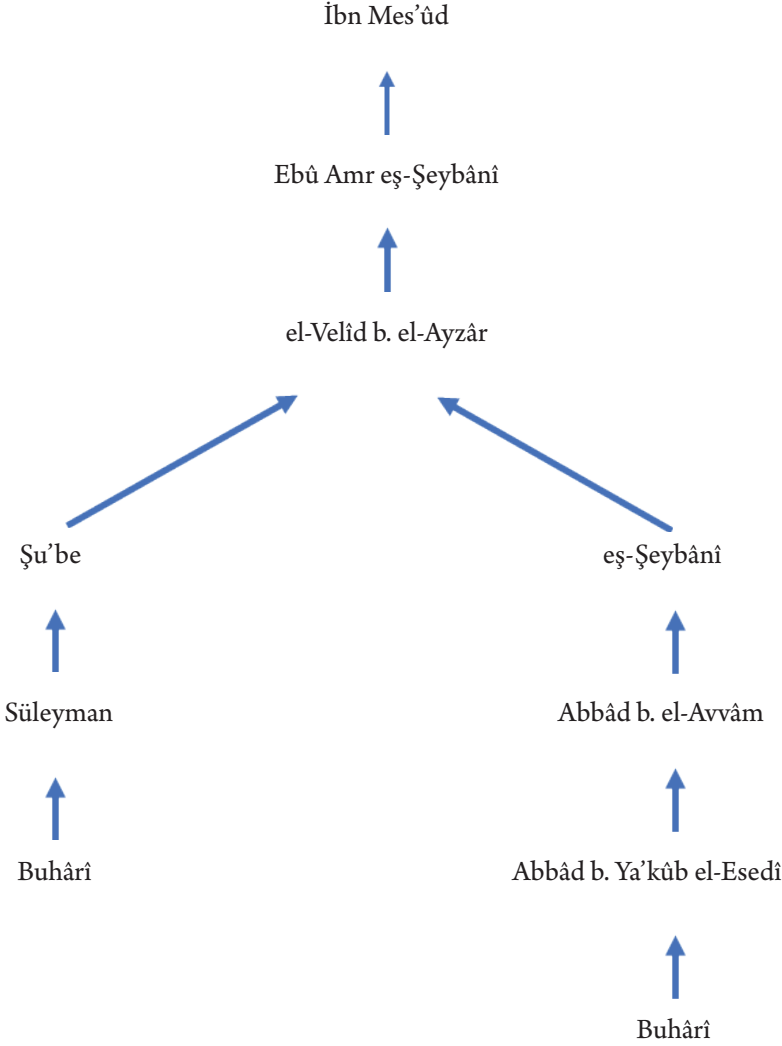 İbn Mes’ûd
Ebû Amr eş-Şeybânî
el-Velîd b. el-Ayzâr
Şu’be
eş-Şeybânî
Süleyman
Abbâd b. el-Avvâm
Buhârî
Abbâd b. Ya’kûb el-Esedî
Buhârî